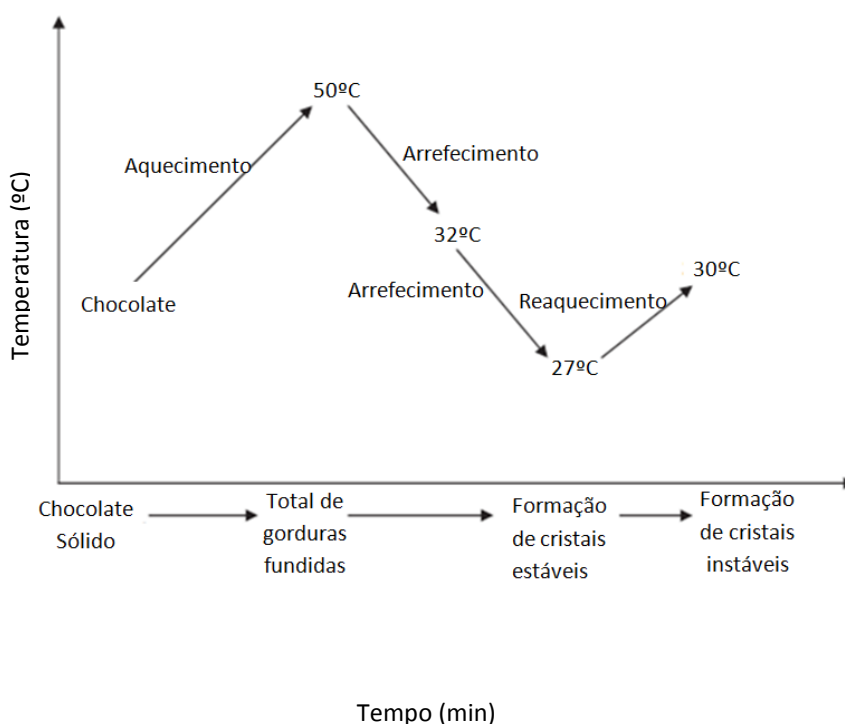 50ºC
Aquecimento
Arrefecimento
32ºC
Chocolate
Arrefecimento
Reaquecimento
30ºC
27ºC
Temperatura (ºC)
Chocolate
Sólido
Total de
gorduras
fundidas
Formação
de cristais
estáveis
Formação
de cristais
instáveis
Tempo (min)